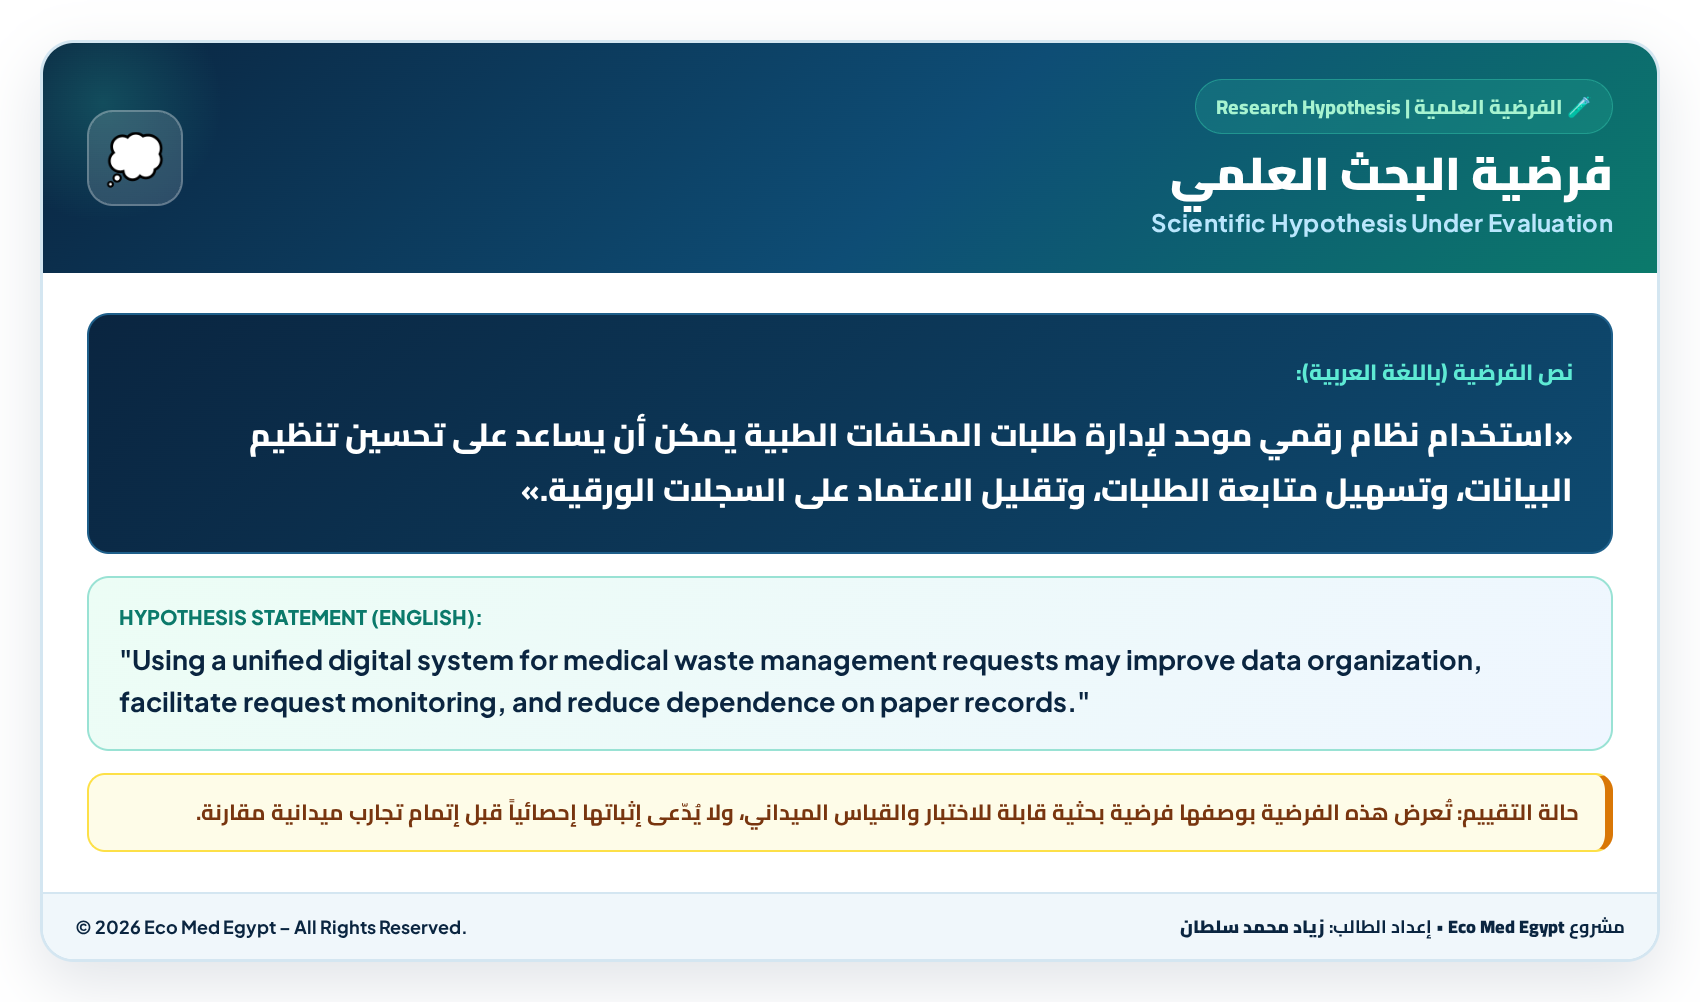 🧪 الفرضية العلمية | Research Hypothesis
فرضية البحث العلمي
Scientific Hypothesis Under Evaluation
نص الفرضية (باللغة العربية):
«استخدام نظام رقمي موحد لإدارة طلبات المخلفات الطبية يمكن أن يساعد على تحسين تنظيم
البيانات، وتسهيل متابعة الطلبات، وتقليل الاعتماد على السجلات الورقية.»
HYPOTHESIS STATEMENT (ENGLISH):
"Using a unified digital system for medical waste management requests may improve data organization,
facilitate request monitoring, and reduce dependence on paper records."
حالة التقييم: تُعرض هذه الفرضية بوصفها فرضية بحثية قابلة للاختبار والقياس الميداني، ولا يُدّعى إثباتها إحصائياً قبل إتمام تجارب ميدانية مقارنة.
مشروع Eco Med Egypt • إعداد الطالب: زياد محمد سلطان
© 2026 Eco Med Egypt – All Rights Reserved.